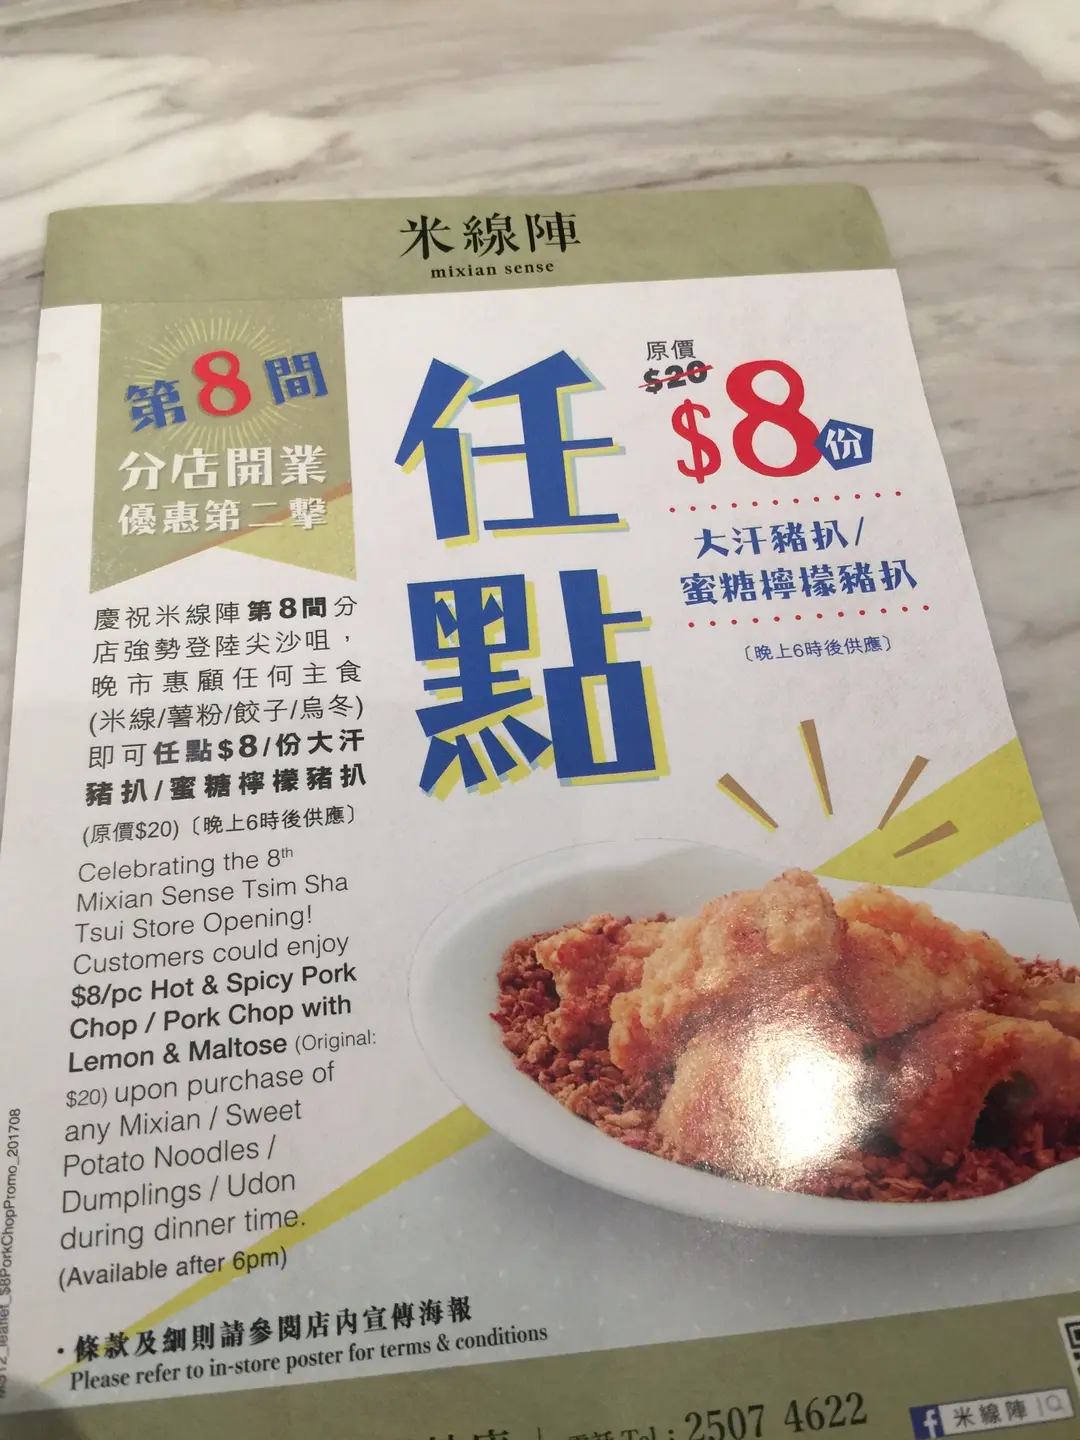 米線陣
mixian sense
第8間
分店開業
優惠第二擊
任點
原價
$20
$8份
大汗豬扒/
蜜糖檸檬豬扒
〔晚上6時後供應〕
慶祝米線陣第8間分
店強勢登陸尖沙咀，
晚市惠顧任何主食
(米線/薯粉/餃子/烏冬)
即可任點$8/份大汗
豬扒/蜜糖檸檬豬扒
(原價$20)〔晚上6時後供應〕
Celebrating the 8th
Mixian Sense Tsim Sha
Tsui Store Opening!
Customers could enjoy
$8/pc Hot & Spicy Pork
Chop / Pork Chop with
Lemon & Maltose (Original:
$20) upon purchase of
any Mixian / Sweet
Potato Noodles /
Dumplings / Udon
during dinner time.
(Available after 6pm)
・條款及細則請參閱店內宣傳海報
Please refer to in-store poster for terms & conditions
電話 Tel : 2507 4622
米線陣
leaflet_$8PorkChopPromo_201708